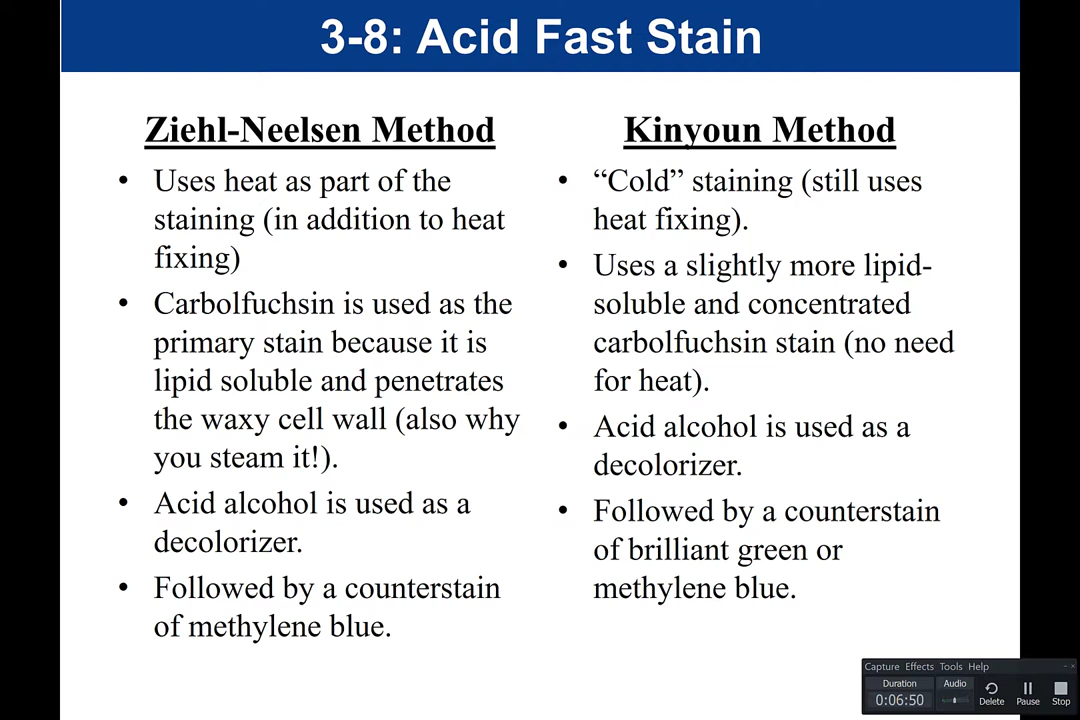 3-8: Acid Fast Stain
Ziehl-Neelsen Method
• Uses heat as part of the
staining (in addition to heat
fixing)
• Carbolfuchsin is used as the
primary stain because it is
lipid soluble and penetrates
the waxy cell wall (also why
you steam it!).
• Acid alcohol is used as a
decolorizer.
• Followed by a counterstain
of methylene blue.
Kinyoun Method
• “Cold” staining (still uses
heat fixing).
• Uses a slightly more lipid-
soluble and concentrated
carbolfuchsin stain (no need
for heat).
• Acid alcohol is used as a
decolorizer.
• Followed by a counterstain
of brilliant green or
methylene blue.
Capture Effects Tools Help
Duration Audio
0:06:50 Delete Pause Stop